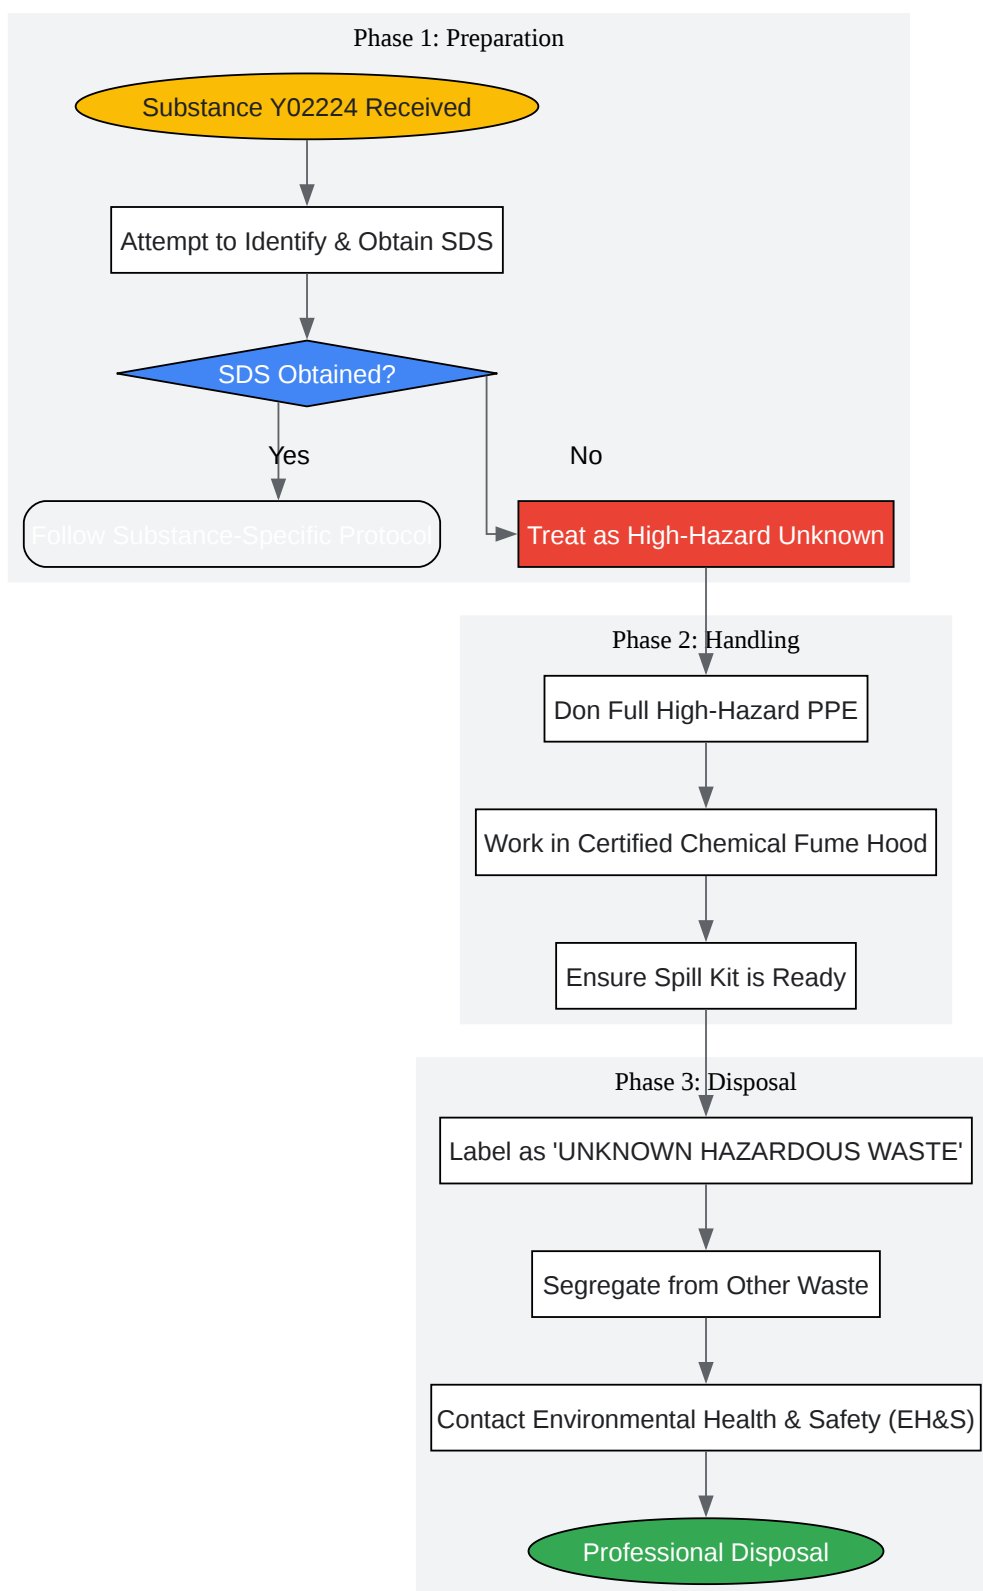 Phase 1: Preparation
Substance Y02224 Received
Attempt to Identify & Obtain SDS
SDS Obtained?
Yes
No
Follow Substance-Specific Protocol
Treat as High-Hazard Unknown
Phase 2: Handling
Don Full High-Hazard PPE
Work in Certified Chemical Fume Hood
Ensure Spill Kit is Ready
Phase 3: Disposal
Label as 'UNKNOWN HAZARDOUS WASTE'
Segregate from Other Waste
Contact Environmental Health & Safety (EH&S)
Professional Disposal